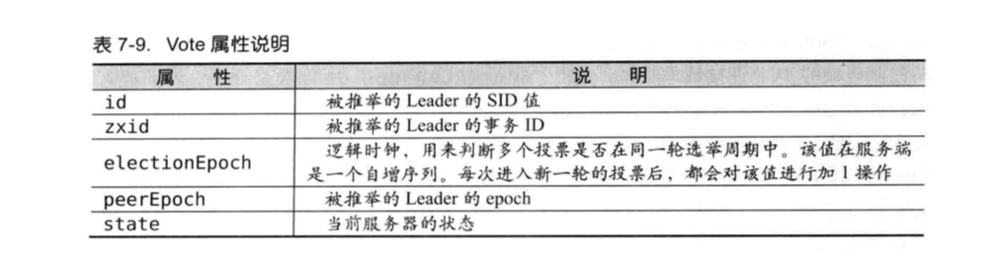 表 7-9. Vote 属性说明
属 性 说 明
id 被推举的 Leader 的 SID 值
zxid 被推举的 Leader 的事务 ID
electionEpoch 逻辑时钟，用来判断多个投票是否在同一轮选举周期中。该值在服务端
是一个自增序列。每次进入新一轮的投票后，都会对该值进行加 1 操作
peerEpoch 被推举的 Leader 的 epoch
state 当前服务器的状态